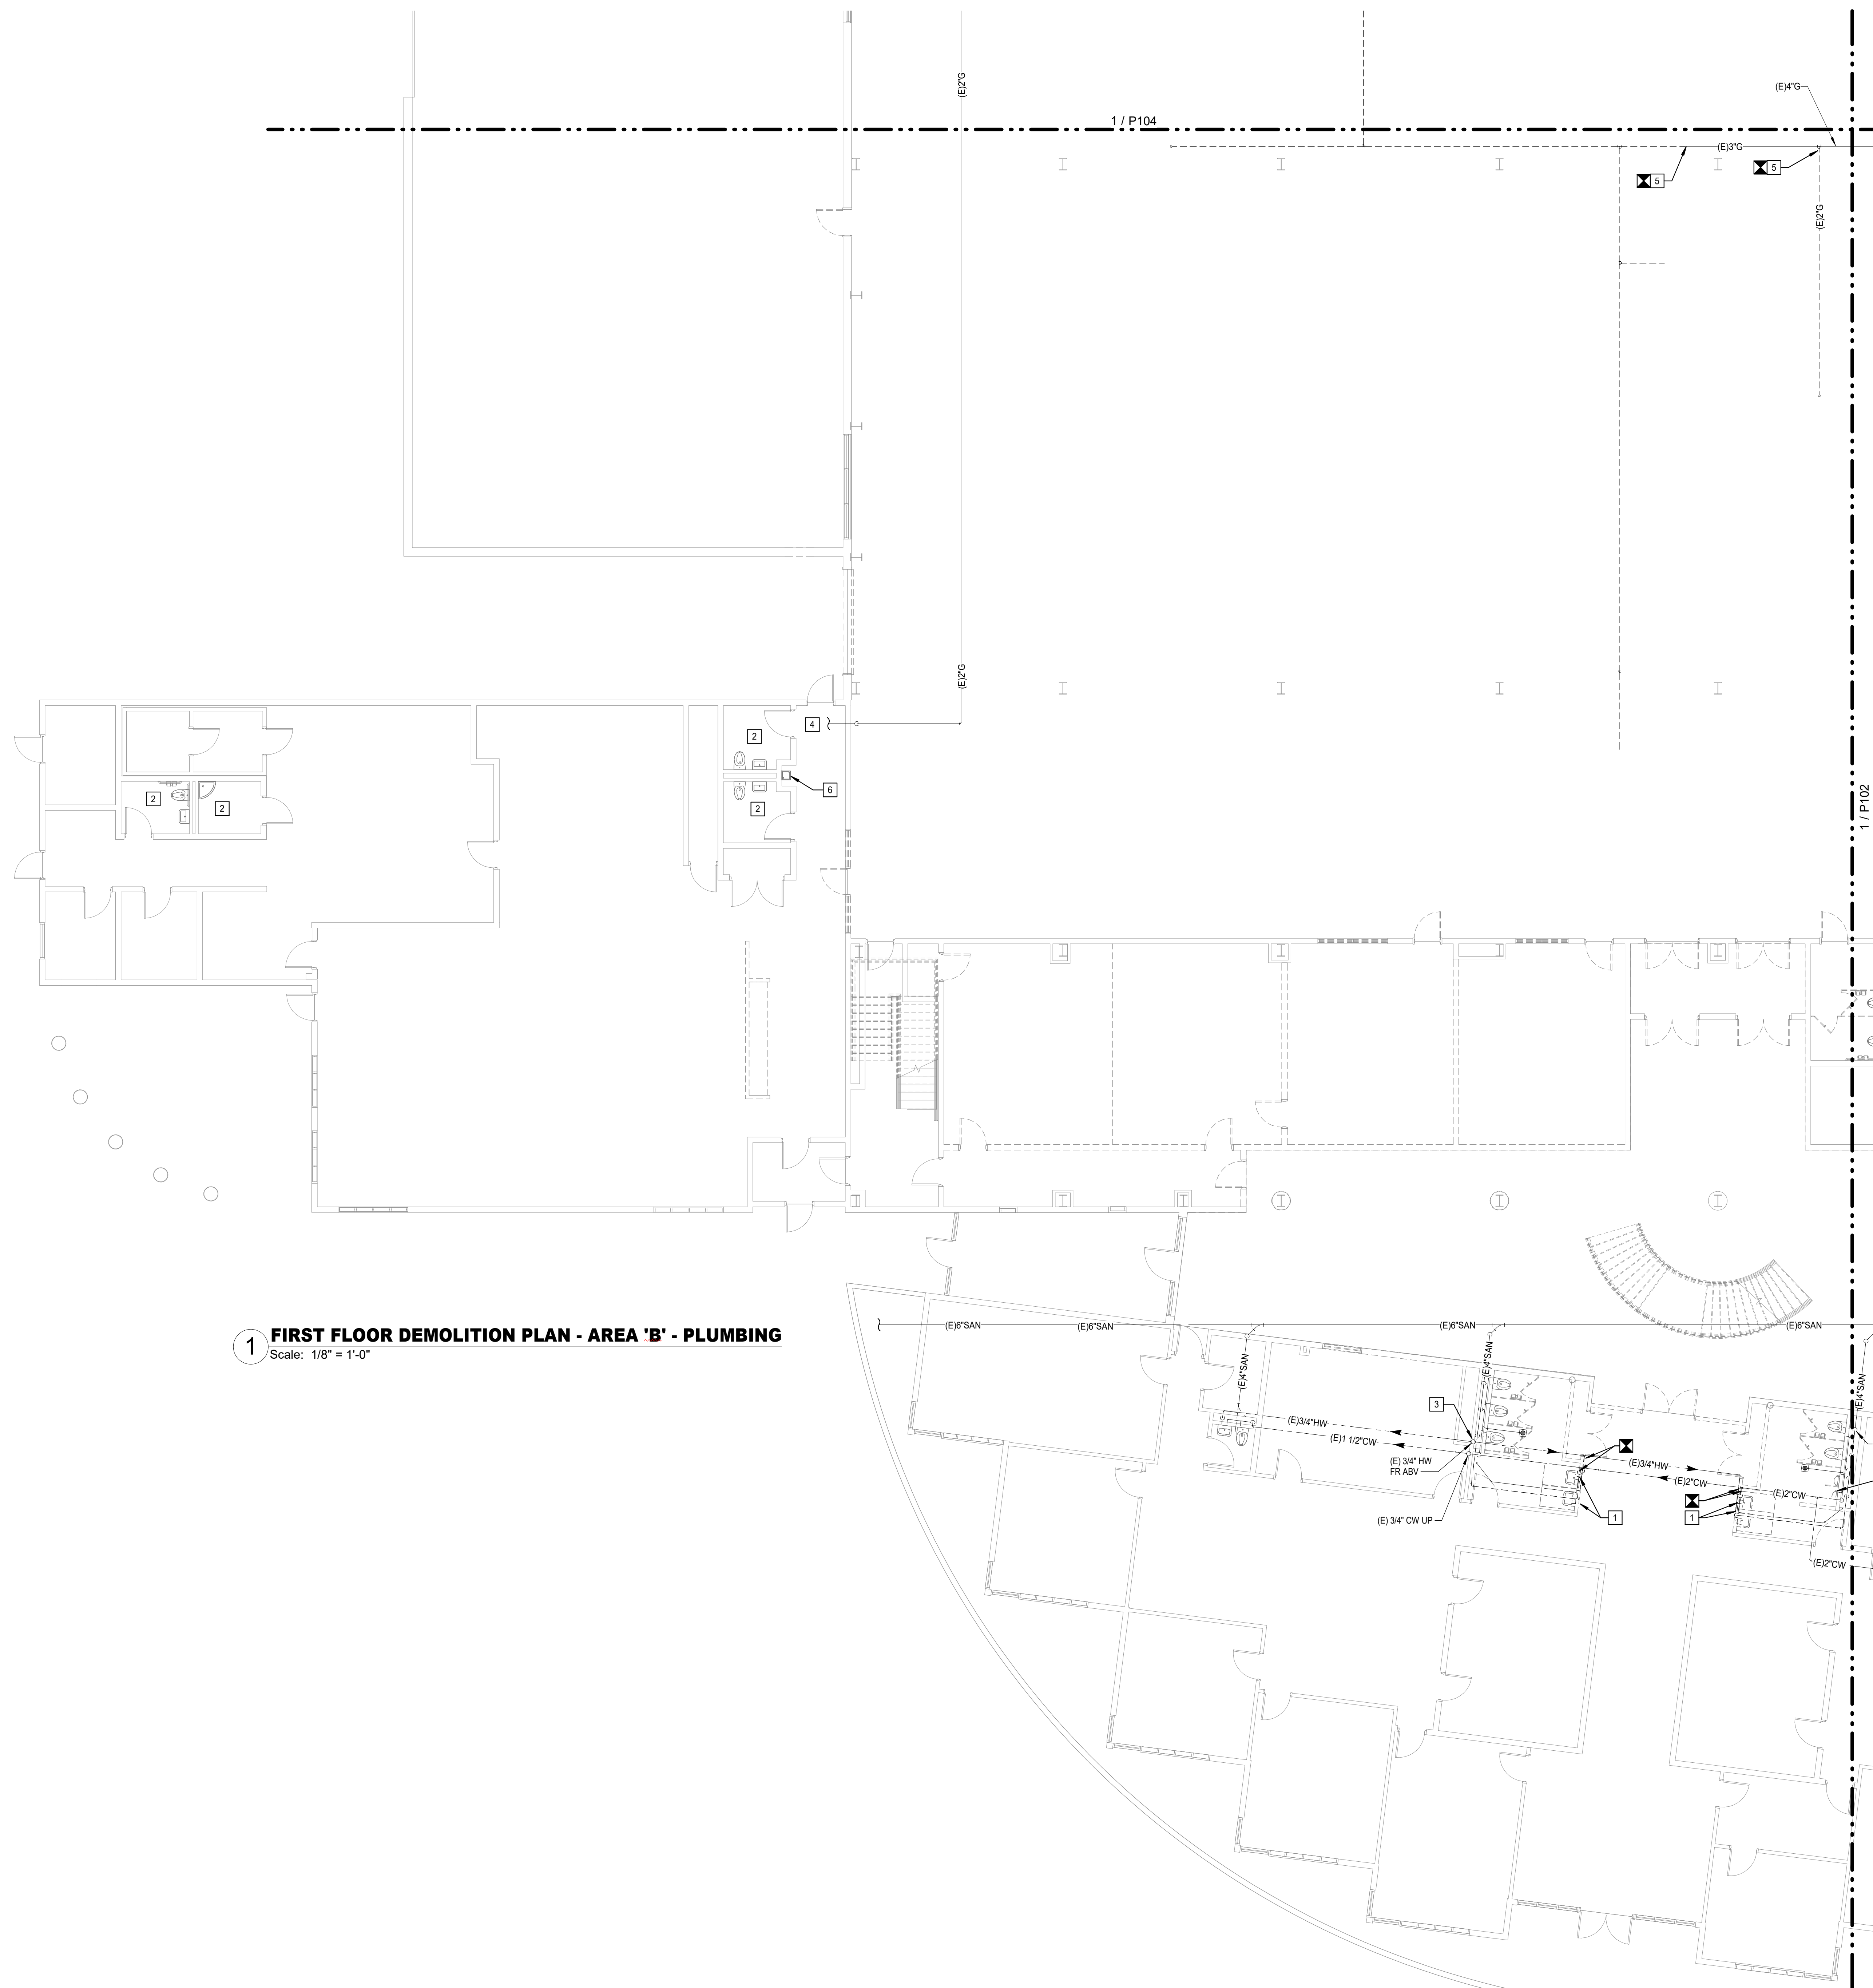 (E)2"G
(E)4"G
1 / P104
(E)3"G
5
5
(E)2"G
(E)2"G
4
2
6
2
2
2
1 / P102
1
FIRST FLOOR DEMOLITION PLAN - AREA 'B' - PLUMBING
Scale: 1/8" = 1'-0"
(E)6"SAN
(E)6"SAN
(E)6"SAN
(E)6"SAN
(E)4"SAN
(E)4"SAN
(E)4"SAN
3
(E)3/4"HW
(E)1 1/2"CW
(E) 3/4" HW
FR ABV
(E)3/4"HW
(E)2"CW
(E)2"CW
(E) 3/4" CW UP
1
1
(E)2"CW